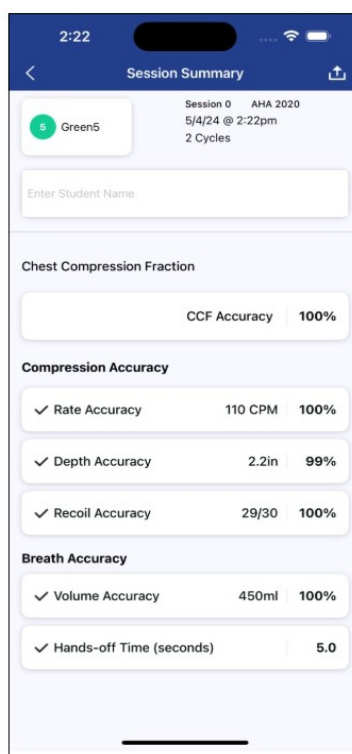 2:22
Session Summary
5 Green5
Session 0 AHA 2020
5/4/24 @ 2:22pm
2 Cycles
Enter Student Name
Chest Compression Fraction
CCF Accuracy 100%
Compression Accuracy
Rate Accuracy 110 CPM 100%
Depth Accuracy 2.2in 99%
Recoil Accuracy 29/30 100%
Breath Accuracy
Volume Accuracy 450ml 100%
Hands-off Time (seconds) 5.0